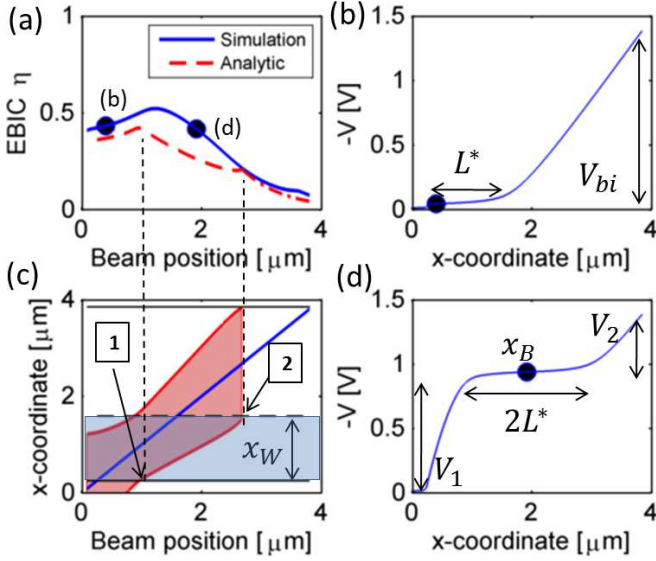 (a)
1
0.5
0
EBIC η
Simulation
Analytic
(b)
(d)
0 2 4
Beam position [μm]
(b)
1.5
1
0.5
0
-V [V]
L*
V_bi
0 2 4
x-coordinate [μm]
(c)
4
2
0
x-coordinate [μm]
1
2
x_W
0 2 4
Beam position [μm]
(d)
1.5
1
0.5
0
-V [V]
x_B
V_2
2L*
V_1
0 2 4
x-coordinate [μm]